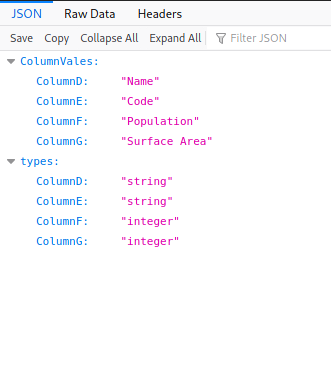 JSON Raw Data Headers
Save Copy Collapse All Expand All Filter JSON
ColumnVales:
ColumnD: "Name"
ColumnE: "Code"
ColumnF: "Population"
ColumnG: "Surface Area"
types:
ColumnD: "string"
ColumnE: "string"
ColumnF: "integer"
ColumnG: "integer"